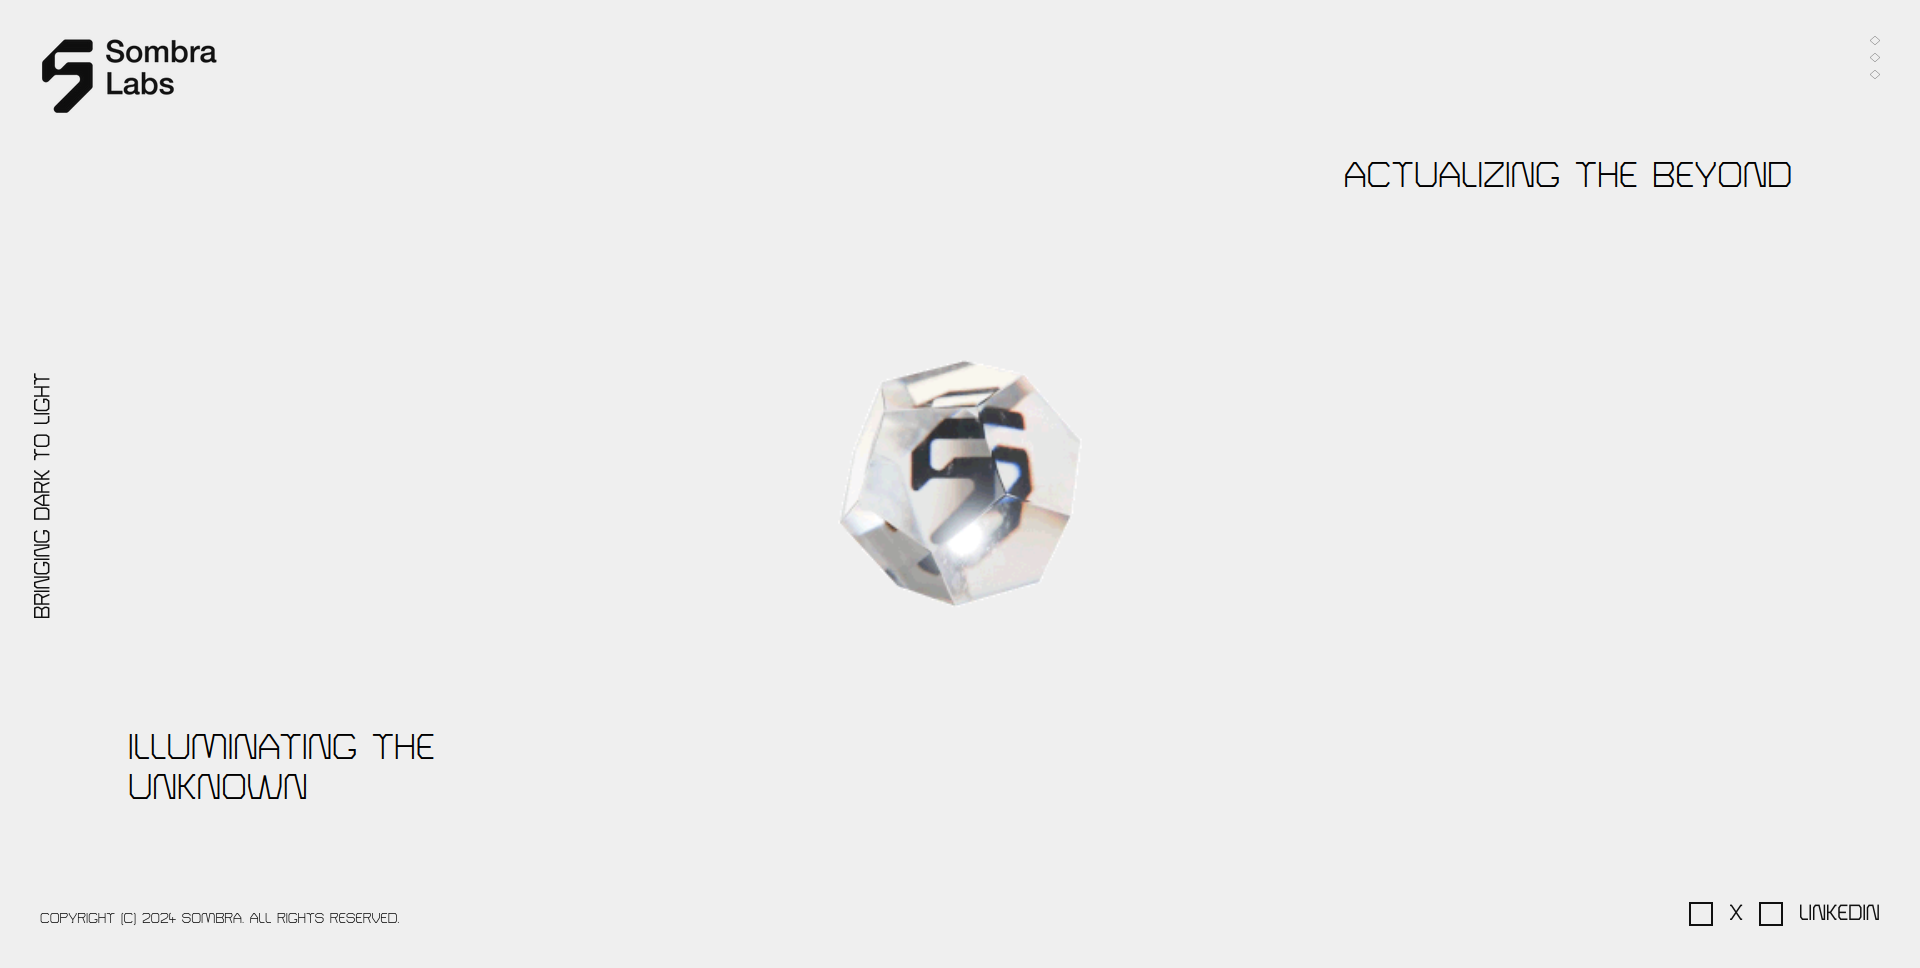 Sombra
Labs
ACTUALIZING THE BEYOND
BRINGING DARK TO LIGHT
ILLUMINATING THE
UNKNOWN
COPYRIGHT (C) 2024 SOMBRA. ALL RIGHTS RESERVED.
X LINKEDIN